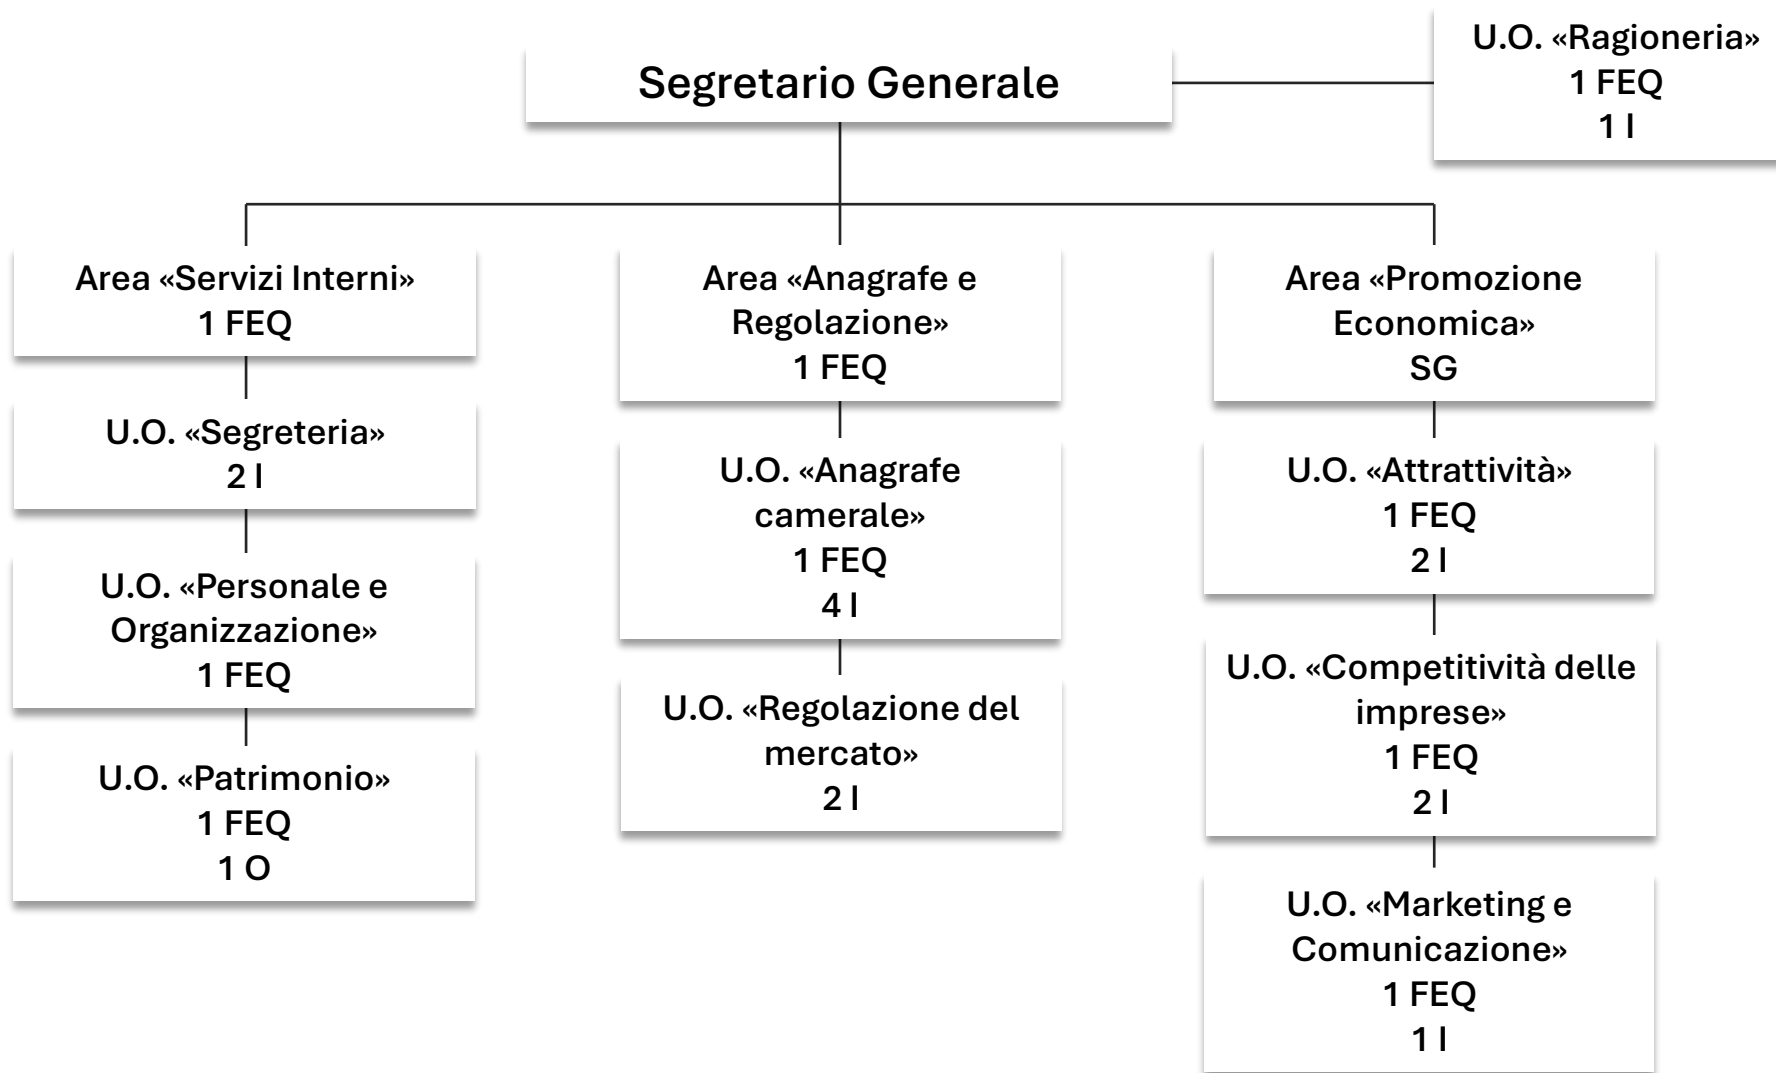 Segretario Generale
U.O. «Ragioneria»
1 FEQ
1 I
Area «Servizi Interni»
1 FEQ
U.O. «Segreteria»
2 I
U.O. «Personale e
Organizzazione»
1 FEQ
U.O. «Patrimonio»
1 FEQ
1 O
Area «Anagrafe e
Regolazione»
1 FEQ
U.O. «Anagrafe
camerale»
1 FEQ
4 I
U.O. «Regolazione del
mercato»
2 I
Area «Promozione
Economica»
SG
U.O. «Attrattività»
1 FEQ
2 I
U.O. «Competitività delle
imprese»
1 FEQ
2 I
U.O. «Marketing e
Comunicazione»
1 FEQ
1 I